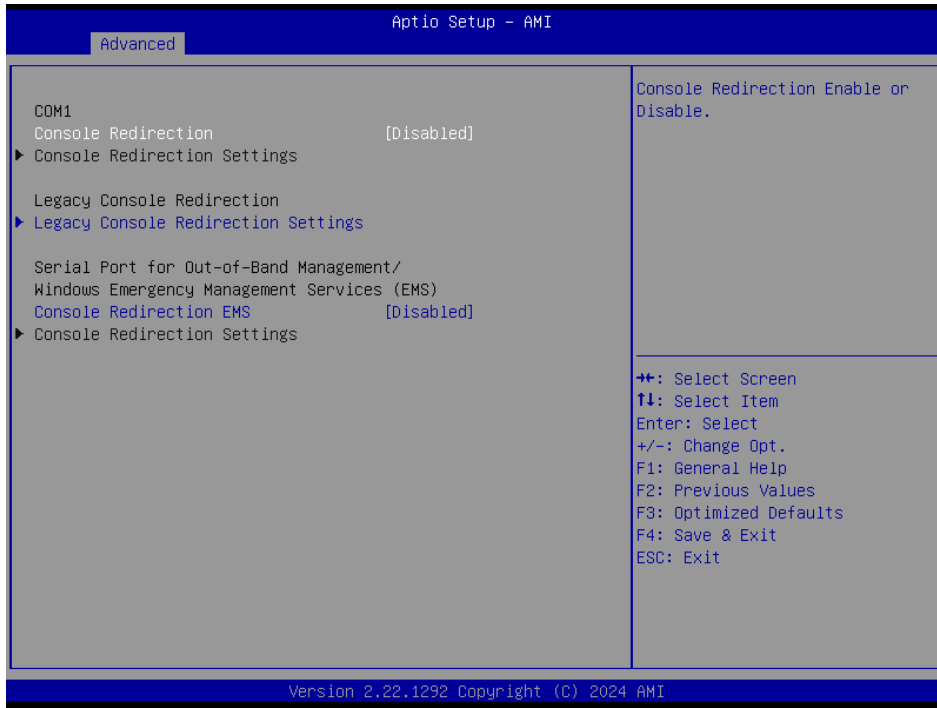 Aptio Setup - AMI
Advanced
COM1
Console Redirection [Disabled]
▶ Console Redirection Settings
Legacy Console Redirection
▶ Legacy Console Redirection Settings
Serial Port for Out-of-Band Management/
Windows Emergency Management Services (EMS)
Console Redirection EMS [Disabled]
▶ Console Redirection Settings
Console Redirection Enable or
Disable.
→←: Select Screen
↑↓: Select Item
Enter: Select
+/-: Change Opt.
F1: General Help
F2: Previous Values
F3: Optimized Defaults
F4: Save & Exit
ESC: Exit
Version 2.22.1292 Copyright (C) 2024 AMI